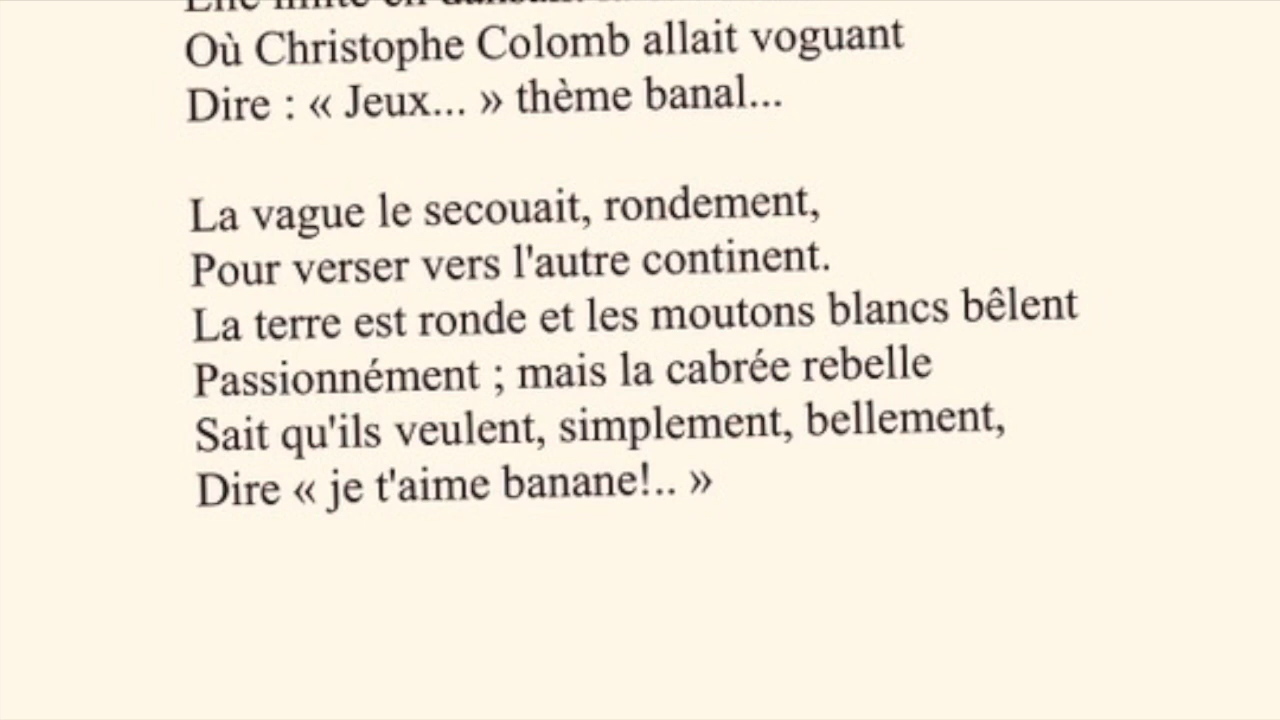 Où Christophe Colomb allait voguant
Dire : « Jeux... » thème banal...
La vague le secouait, rondement,
Pour verser vers l'autre continent.
La terre est ronde et les moutons blancs bêlent
Passionnément ; mais la cabrée rebelle
Sait qu'ils veulent, simplement, bellement,
Dire « je t'aime banane!.. »